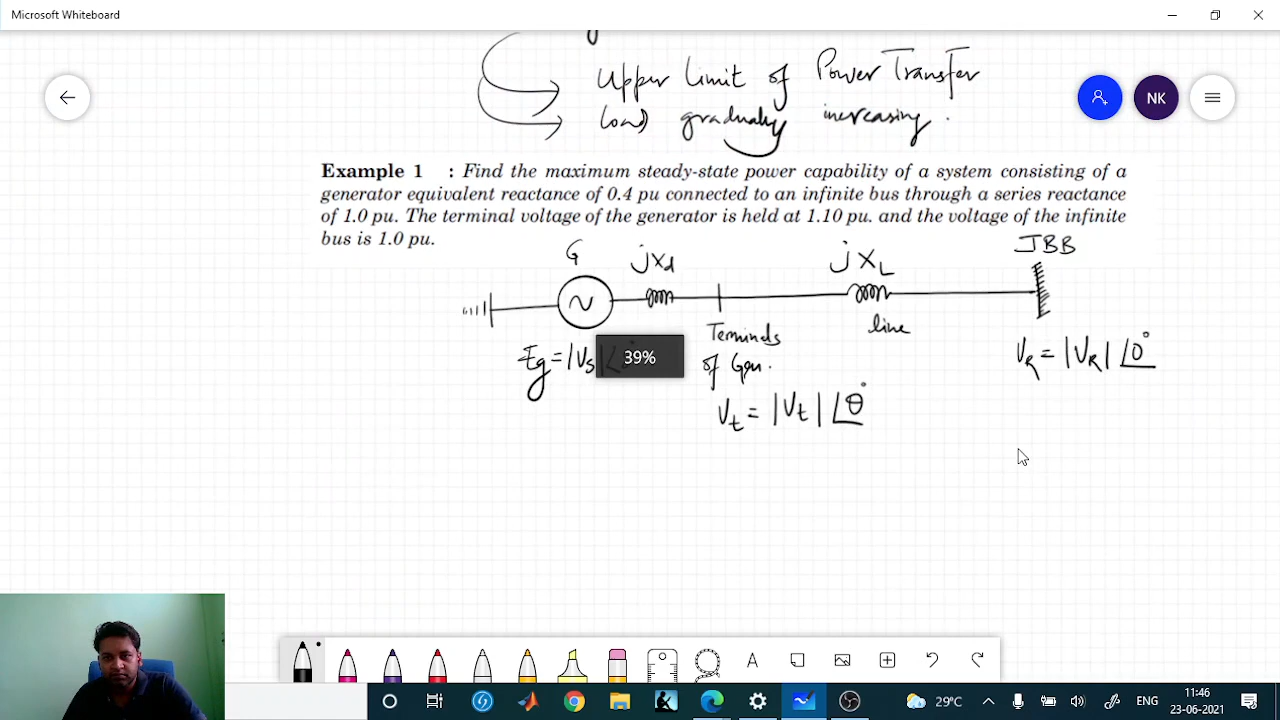 Microsoft Whiteboard
Upper Limit of Power Transfer
load gradually increasing.
NK
Example 1 : Find the maximum steady-state power capability of a system consisting of a
generator equivalent reactance of 0.4 pu connected to an infinite bus through a series reactance
of 1.0 pu. The terminal voltage of the generator is held at 1.10 pu. and the voltage of the infinite
bus is 1.0 pu.
G
jXd
jXL
IBB
Terminals
of Gen.
line
Eg = |Vs|
39%
VR = |VR| ∠0°
Vt = |Vt| ∠θ°
A
29°C
ENG
11:46
23-06-2021